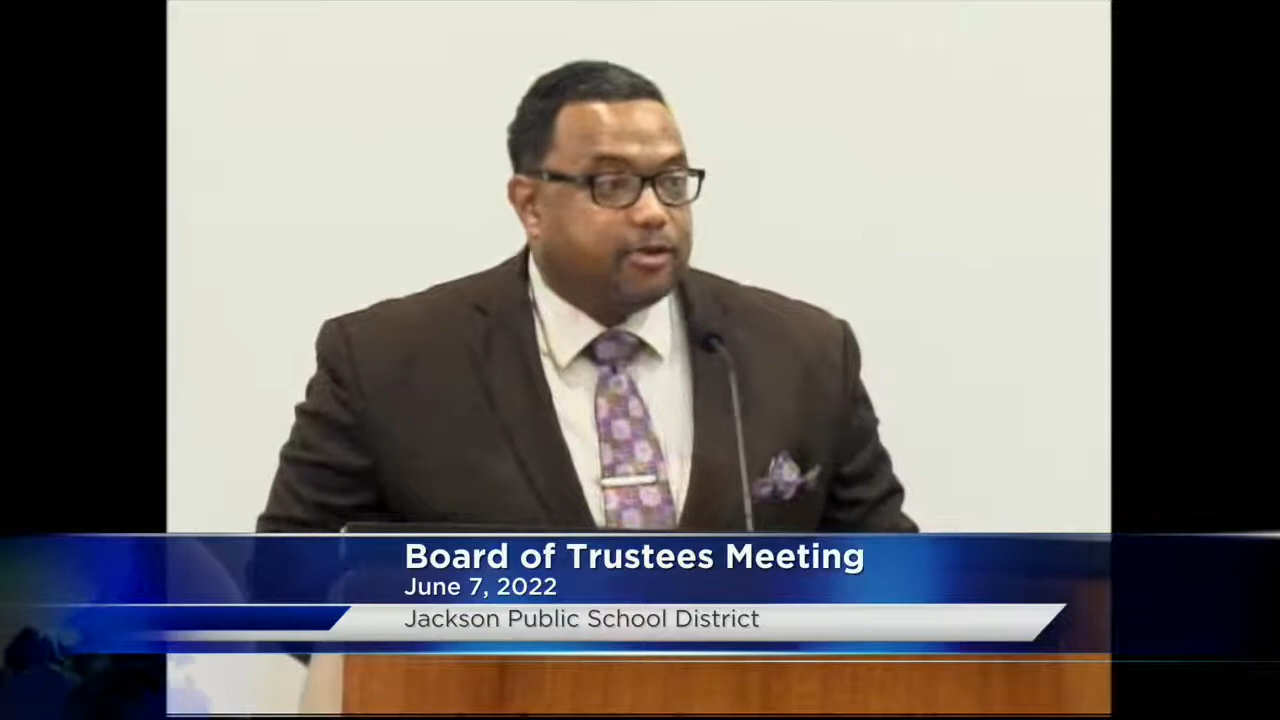 Board of Trustees Meeting
June 7, 2022
Jackson Public School District